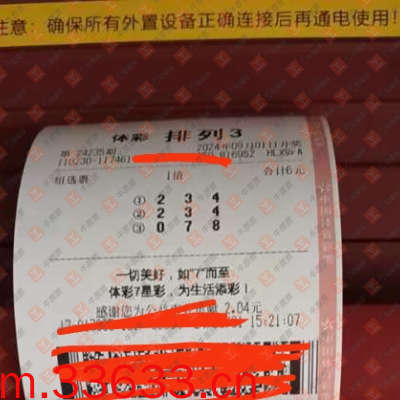 注意：确保所有外置设备正确连接后再通电使用！
体彩 排列3
第 24235期 2024年09月01日开奖
110230-117461 816952 HLXSrA
组选票 1倍 合计6元
① 2 3 4
② 2 3 4
③ 0 7 8
一切美好，如“7”而至
体彩7星彩，为生活添彩！
感谢您为公益 2.04元
15:21:07
m.33633.cn